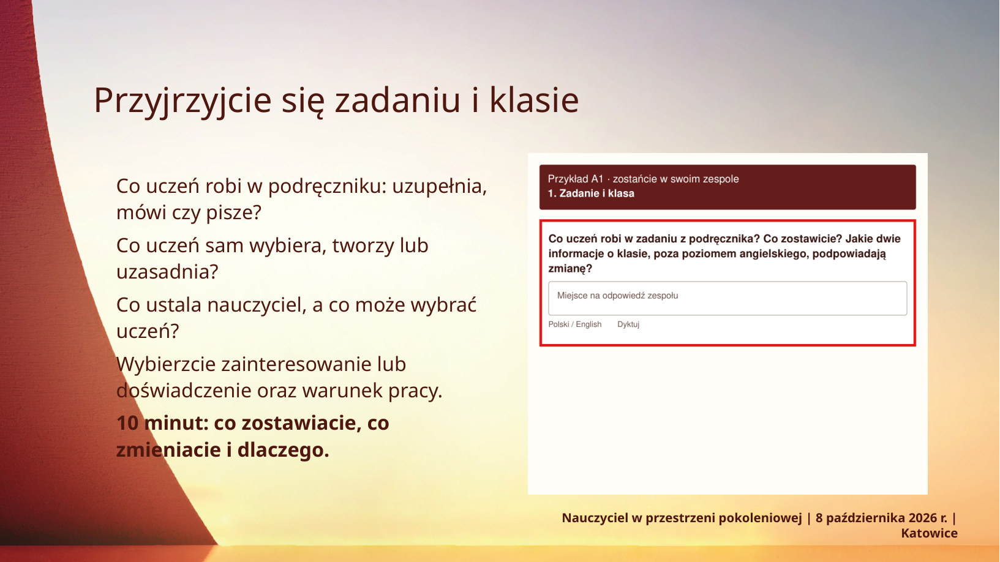 Przyjrzyjcie się zadaniu i klasie
Co uczeń robi w podręczniku: uzupełnia,
mówi czy pisze?
Co uczeń sam wybiera, tworzy lub
uzasadnia?
Co ustala nauczyciel, a co może wybrać
uczeń?
Wybierzcie zainteresowanie lub
doświadczenie oraz warunek pracy.
10 minut: co zostawiacie, co
zmieniacie i dlaczego.
Przykład A1 · zostańcie w swoim zespole
1. Zadanie i klasa
Co uczeń robi w zadaniu z podręcznika? Co zostawicie? Jakie dwie
informacje o klasie, poza poziomem angielskiego, podpowiadają
zmianę?
Miejsce na odpowiedź zespołu
Polski / English Dyktuj
Nauczyciel w przestrzeni pokoleniowej | 8 października 2026 r. |
Katowice